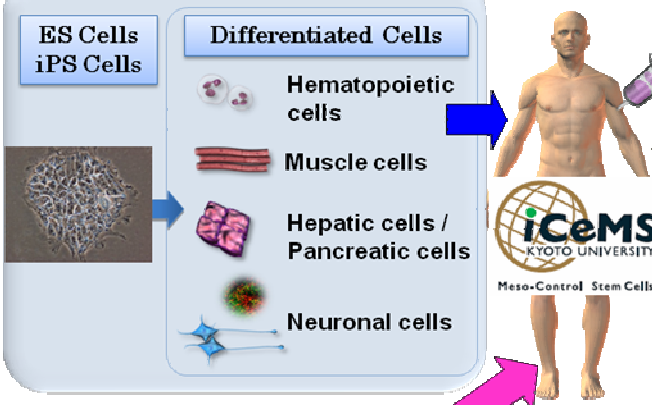 ES Cells
iPS Cells
Differentiated Cells
Hematopoietic
cells
Muscle cells
Hepatic cells /
Pancreatic cells
Neuronal cells
iCeMS
KYOTO UNIVERSITY
Meso-Control Stem Cells